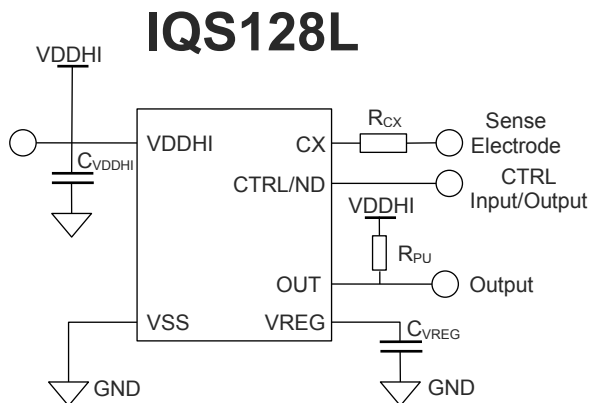 IQS128L
VDDHI
VDDHI
CVDDHI
CX
RCX
Sense
Electrode
CTRL/ND
CTRL
Input/Output
VDDHI
RPU
OUT
Output
VSS
VREG
CVREG
GND
GND